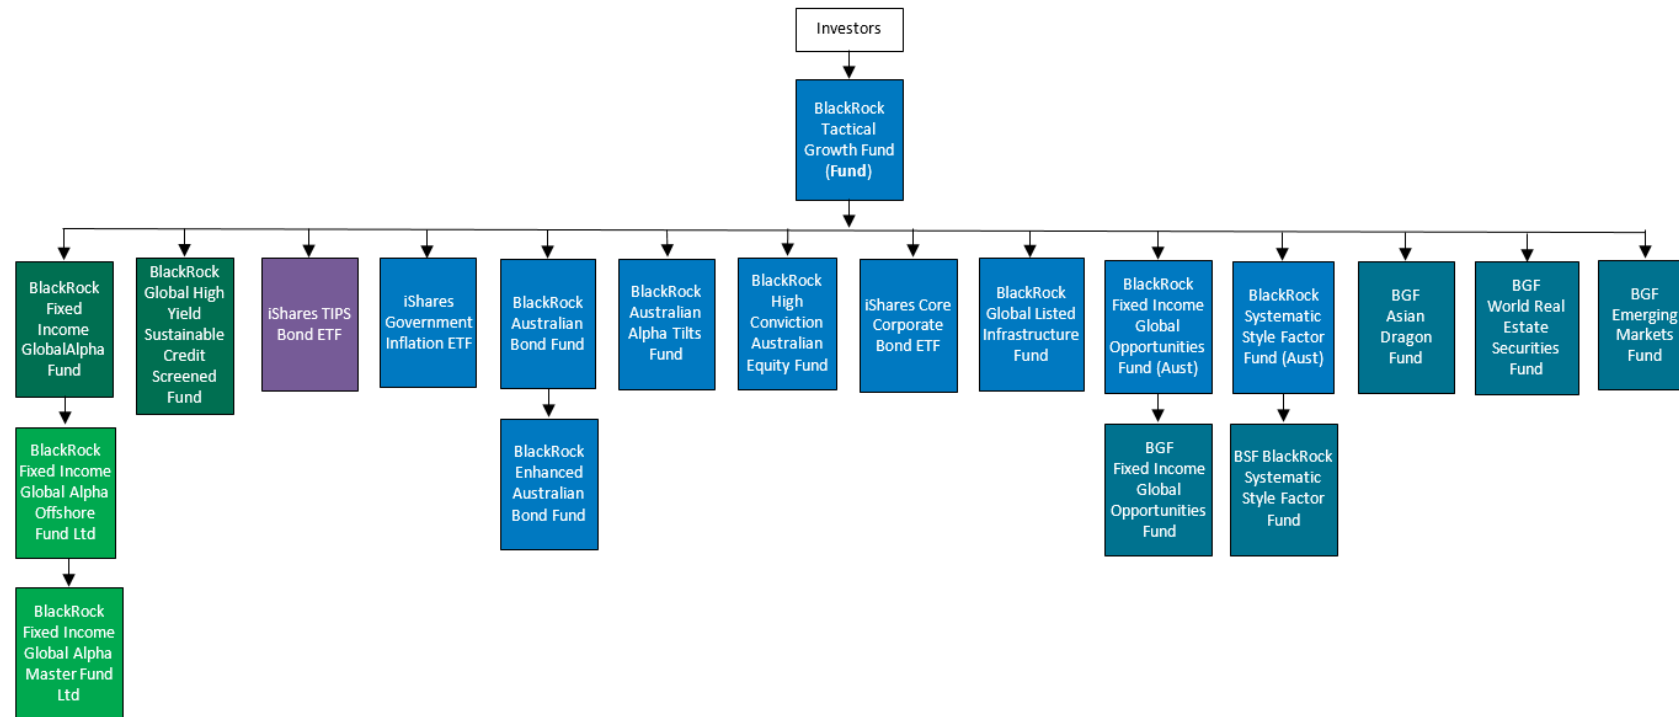 Investors
BlackRock
Tactical
Growth Fund
(Fund)
BlackRock
Fixed
Income
GlobalAlpha
Fund
BlackRock
Global High
Yield
Sustainable
Credit
Screened
Fund
iShares TIPS
Bond ETF
iShares
Government
Inflation ETF
BlackRock
Australian
Bond Fund
BlackRock
Australian
Alpha Tilts
Fund
BlackRock
High
Conviction
Australian
Equity Fund
iShares Core
Corporate
Bond ETF
BlackRock
Global Listed
Infrastructure
Fund
BlackRock
Fixed Income
Global
Opportunities
Fund (Aust)
BlackRock
Systematic
Style Factor
Fund (Aust)
BGF
Asian
Dragon
Fund
BGF
World Real
Estate
Securities
Fund
BGF
Emerging
Markets
Fund
BlackRock
Fixed Income
Global Alpha
Offshore
Fund Ltd
BlackRock
Enhanced
Australian
Bond Fund
BGF
Fixed Income
Global
Opportunities
Fund
BSF BlackRock
Systematic
Style Factor
Fund
BlackRock
Fixed Income
Global Alpha
Master Fund
Ltd